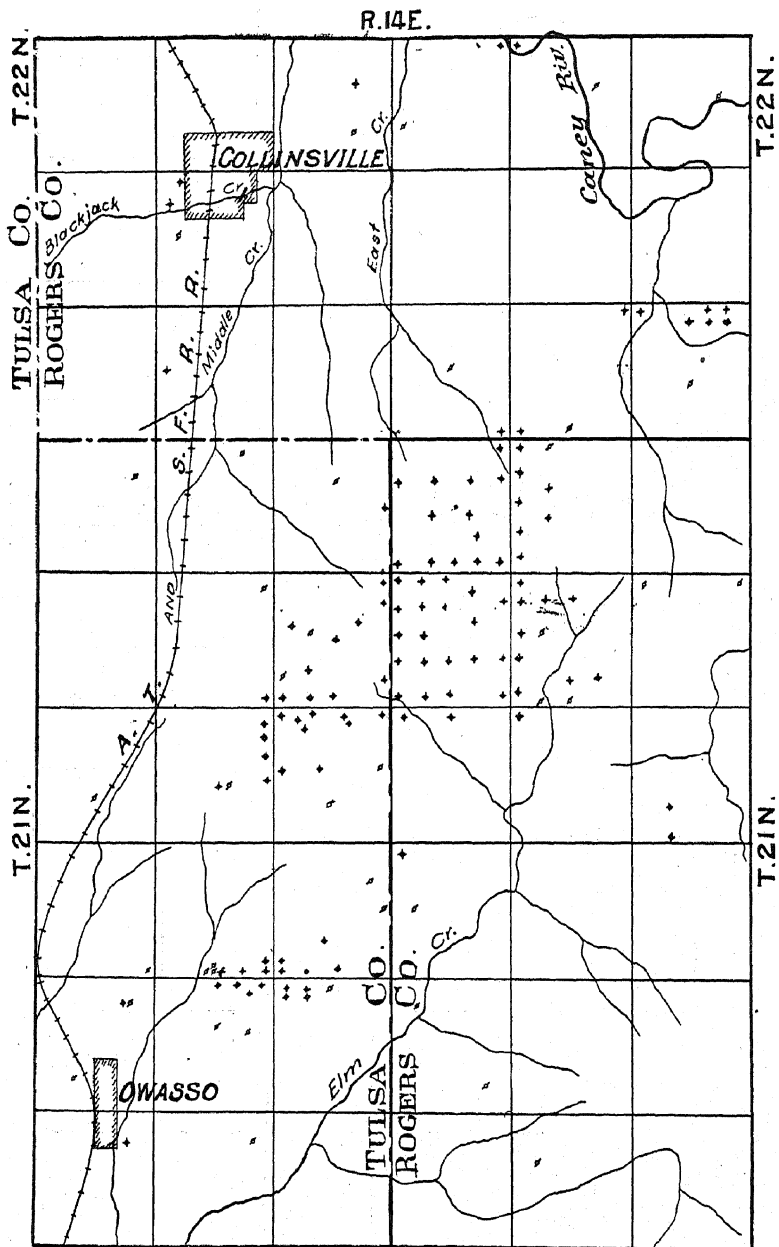 R.14E.
T.22N.
T.22N.
TULSA CO.
ROGERS CO.
COLLINSVILLE
Blackjack Cr.
Middle Cr.
East Cr.
Caney Riv.
A. T. AND S. F. R. R.
T.21N.
T.21N.
TULSA CO.
ROGERS CO.
Elm Cr.
OWASSO